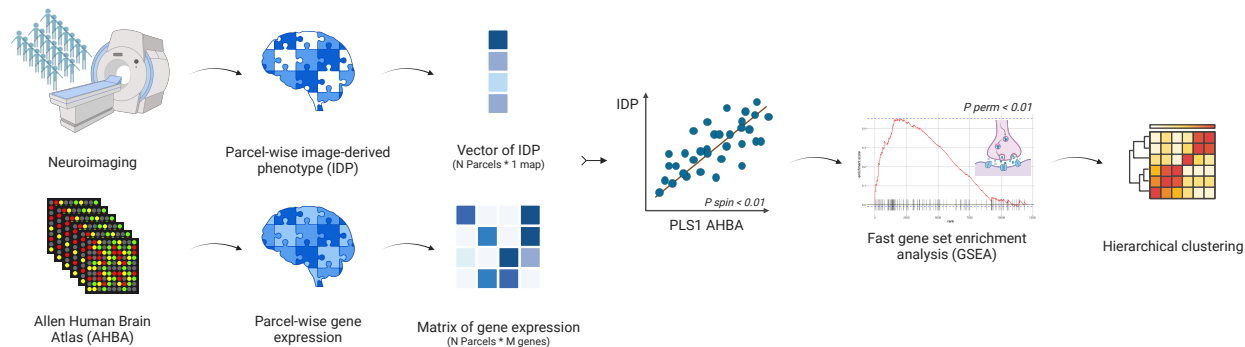 Neuroimaging
Parcel-wise image-derived
phenotype (IDP)
Vector of IDP
(N Parcels * 1 map)
Allen Human Brain
Atlas (AHBA)
Parcel-wise gene
expression
Matrix of gene expression
(N Parcels * M genes)
IDP
P spin < 0.01
PLS1 AHBA
P perm < 0.01
rank
Fast gene set enrichment
analysis (GSEA)
Hierarchical clustering